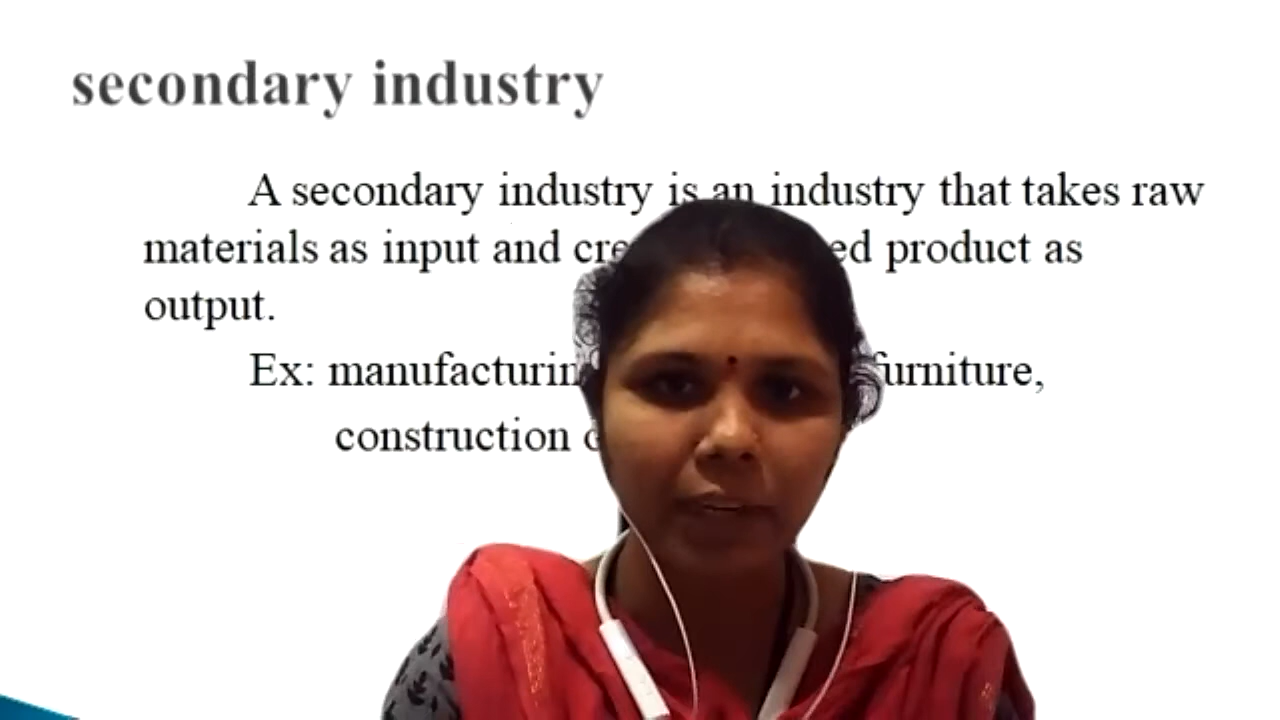 secondary industry
A secondary industry is an industry that takes raw
materials as input and product as
output.
Ex: furniture,
construction